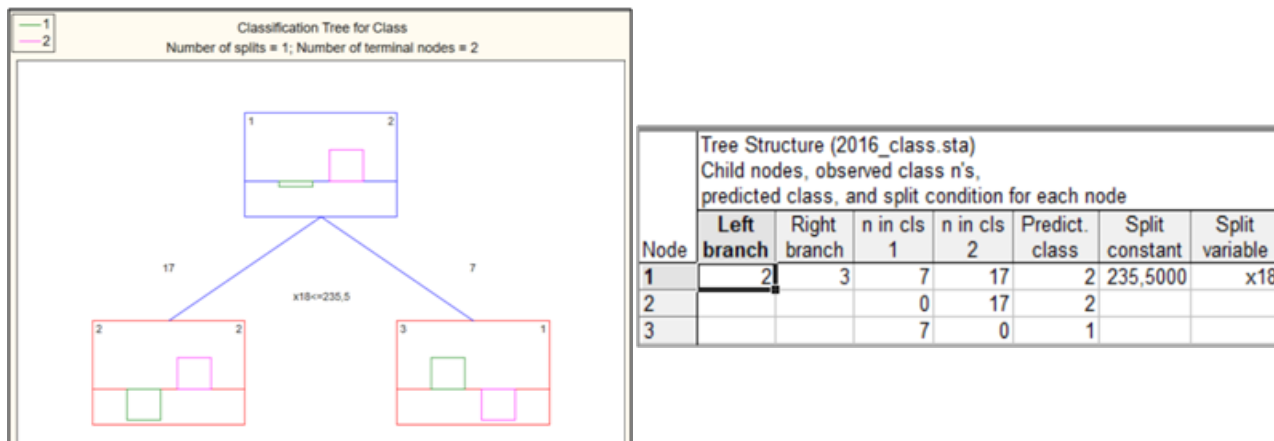 1
2
Classification Tree for Class
Number of splits = 1; Number of terminal nodes = 2
1 2
17 7
x18<=235,5
2 2 3 1
Tree Structure (2016_class.sta)
Child nodes, observed class n's,
predicted class, and split condition for each node
Node Left branch Right branch n in cls 1 n in cls 2 Predict. class Split constant Split variable
1 2 3 7 17 2 235,5000 x18
2 0 17 2
3 7 0 1